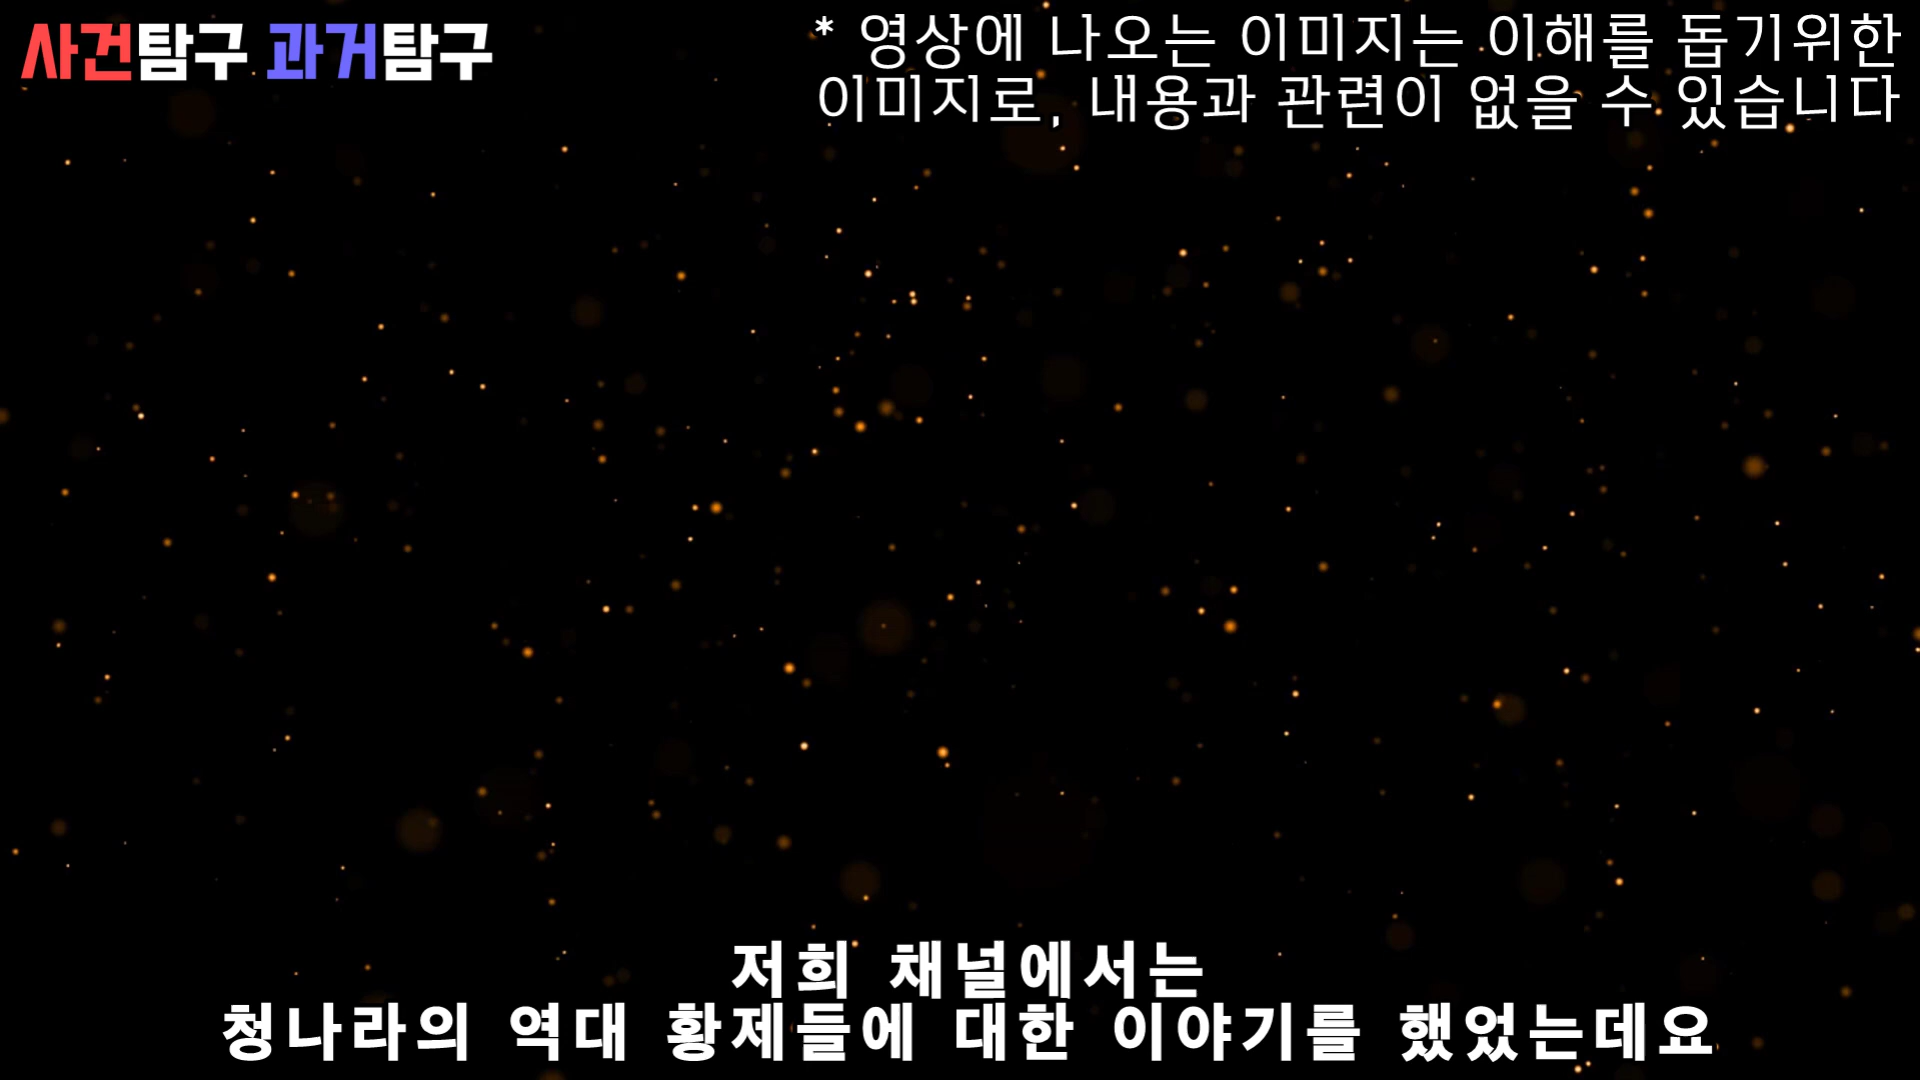 사건탐구 과거탐구
* 영상에 나오는 이미지는 이해를 돕기위한
이미지로, 내용과 관련이 없을 수 있습니다
저희 채널에서는
청나라의 역대 황제들에 대한 이야기를 했었는데요